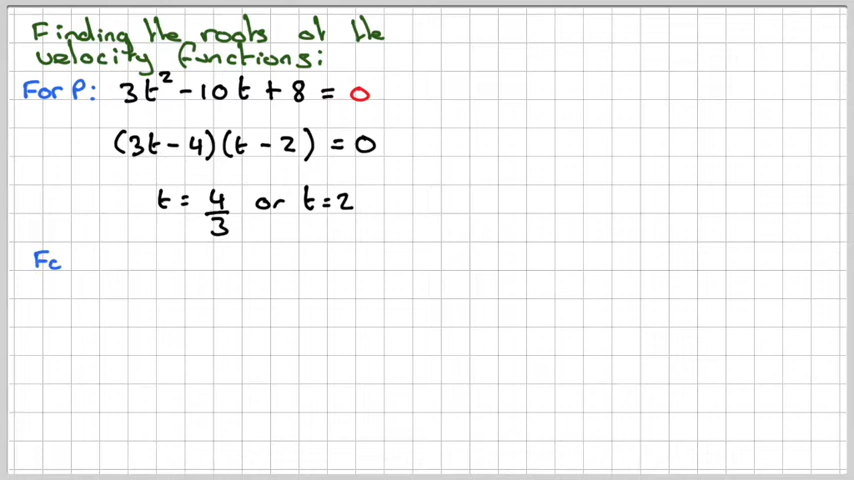 Finding the roots of the
velocity functions:
For P: 3t² - 10t + 8 = 0
(3t - 4)(t - 2) = 0
t = 4/3 or t = 2
Fo